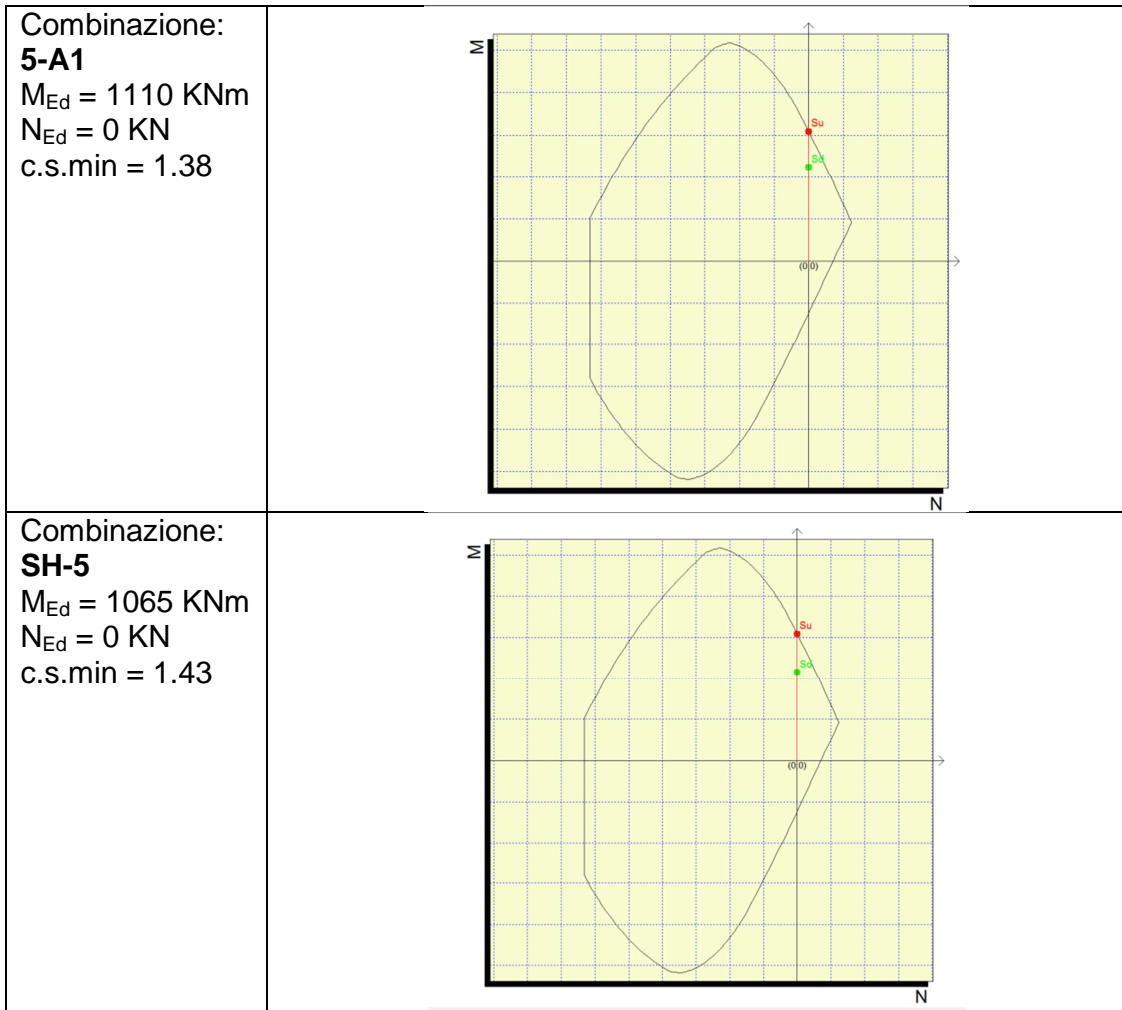 Combinazione:
5-A1
MEd = 1110 KNm
NEd = 0 KN
c.s.min = 1.38
M
Su
Sd
(0;0)
N
Combinazione:
SH-5
MEd = 1065 KNm
NEd = 0 KN
c.s.min = 1.43
M
Su
Sd
(0;0)
N